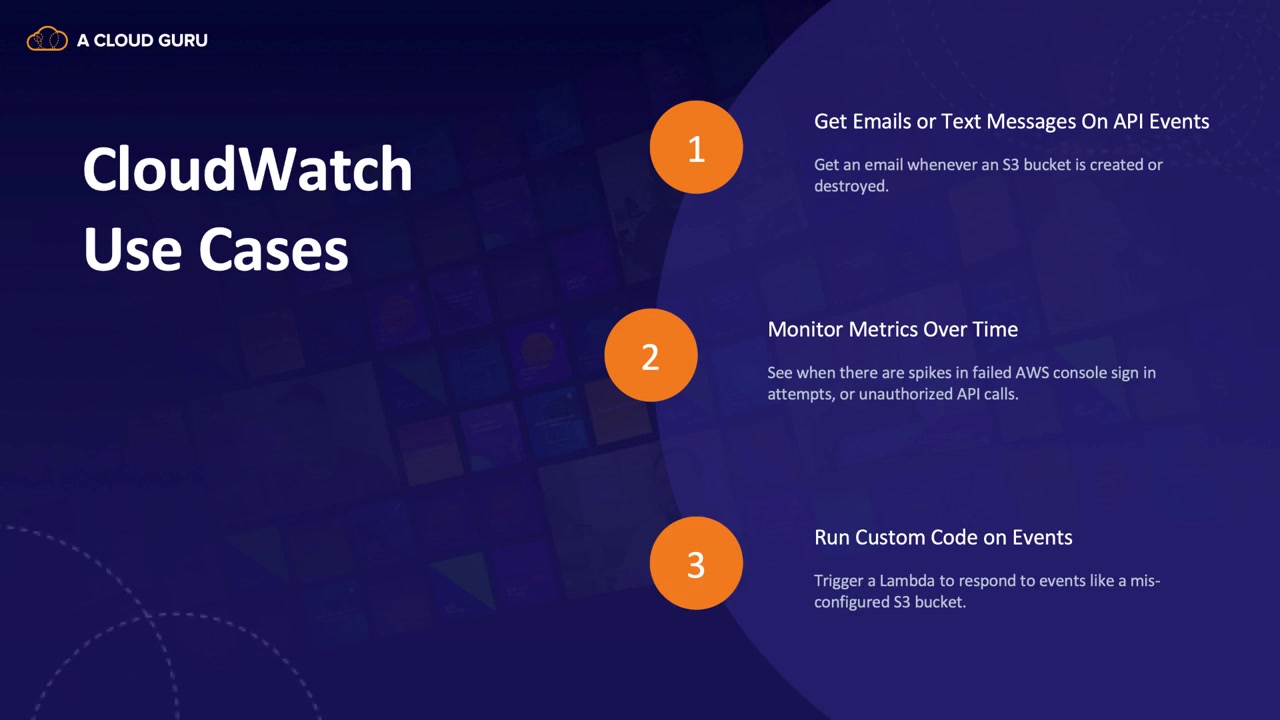 A CLOUD GURU
CloudWatch
Use Cases
1
Get Emails or Text Messages On API Events
Get an email whenever an S3 bucket is created or
destroyed.
2
Monitor Metrics Over Time
See when there are spikes in failed AWS console sign in
attempts, or unauthorized API calls.
3
Run Custom Code on Events
Trigger a Lambda to respond to events like a mis-
configured S3 bucket.